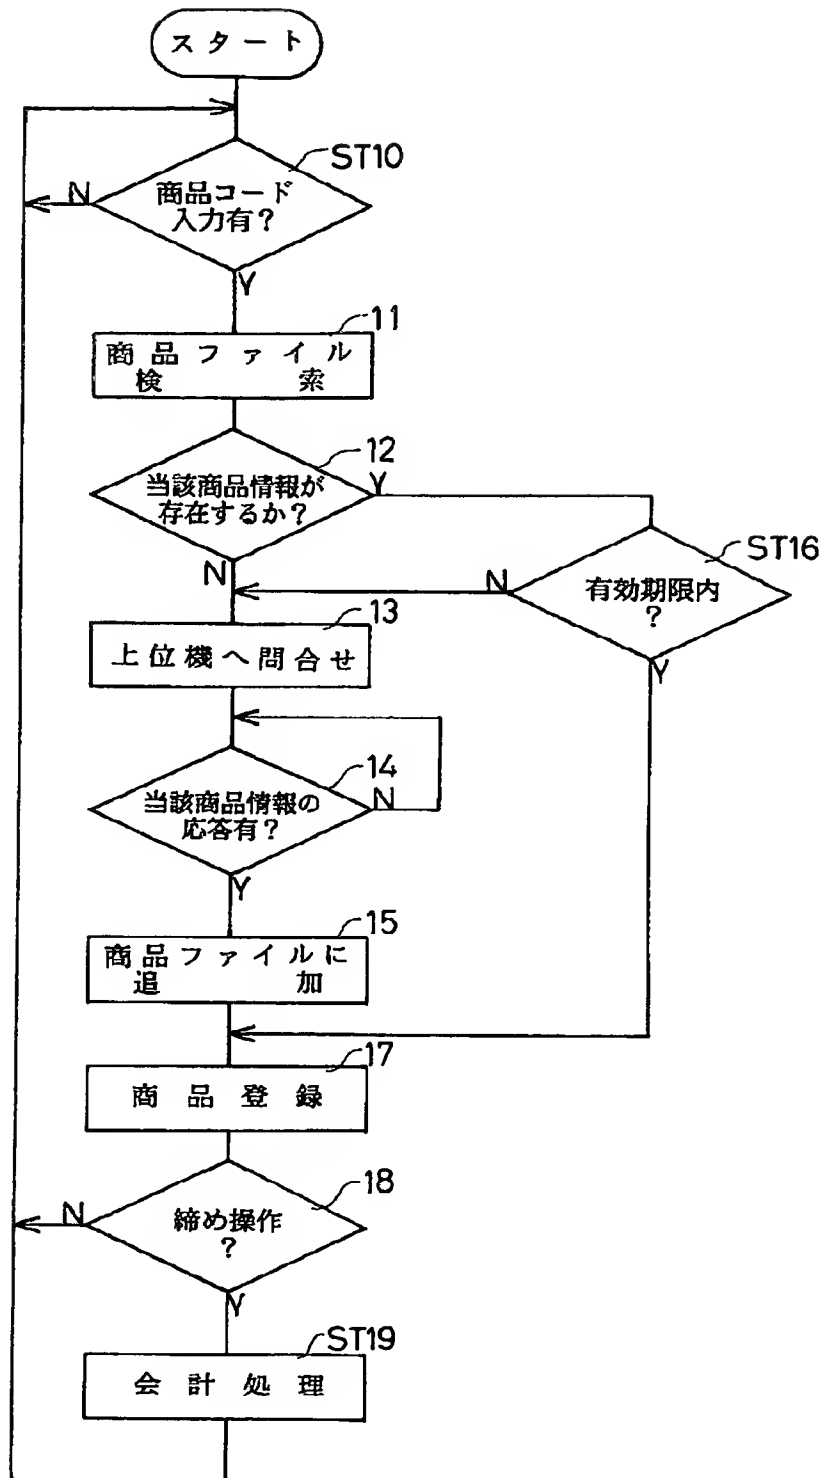 スタート
ST10
商品コード
入力有?
N
Y
11
商品ファイル
検索
12
当該商品情報が
存在するか?
Y
N
ST16
有効期限内
?
N
Y
13
上位機へ問合せ
14
当該商品情報の
応答有?
N
Y
15
商品ファイルに
追加
17
商品登録
18
締め操作
?
N
Y
ST19
会計処理